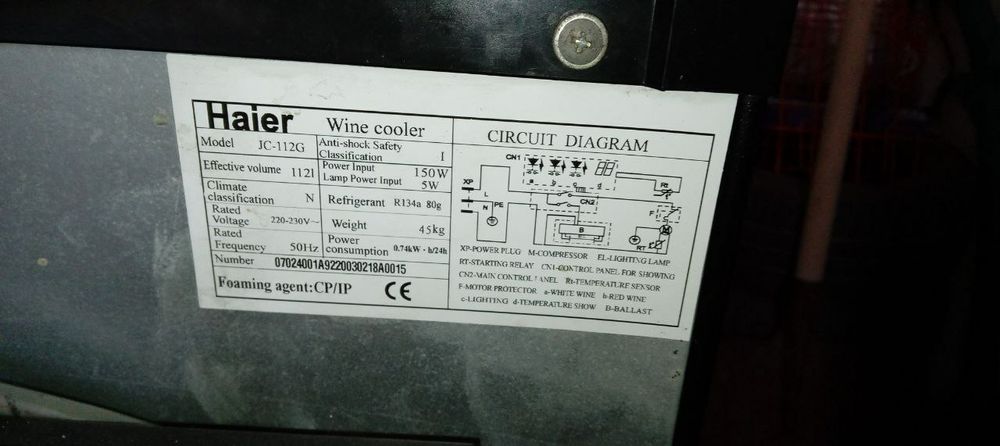 Haier Wine cooler
Model JC-112G
Anti-shock Safety Classification I
Effective volume 112l
Power Input 150W
Lamp Power Input 5W
Climate classification N
Refrigerant R134a 80g
Rated Voltage 220-230V~
Weight 45kg
Rated Frequency 50Hz
Power consumption 0.74kW·h/24h
Number 07024001A9220030218A0015
Foaming agent:CP/IP CE
CIRCUIT DIAGRAM
CN1
a b c d
XP L
N PE
CN2
Rt
F
B
M
RT
XP-POWER PLUG M-COMPRESSOR EL-LIGHTING LAMP
RT-STARTING RELAY CN1-CONTROL PANEL FOR SHOWING
CN2-MAIN CONTROL PANEL Rt-TEMPERATURE SENSOR
F-MOTOR PROTECTOR a-WHITE WINE b-RED WINE
c-LIGHTING d-TEMPERATURE SHOW B-BALLAST